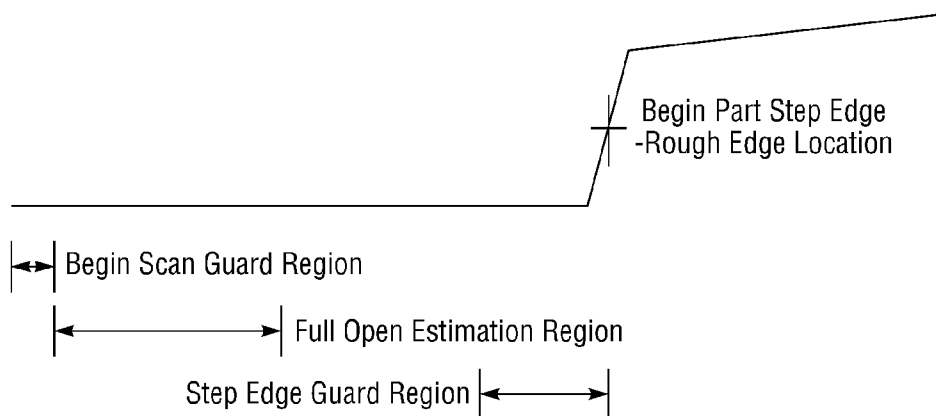 Begin Part Step Edge
-Rough Edge Location
Begin Scan Guard Region
Full Open Estimation Region
Step Edge Guard Region